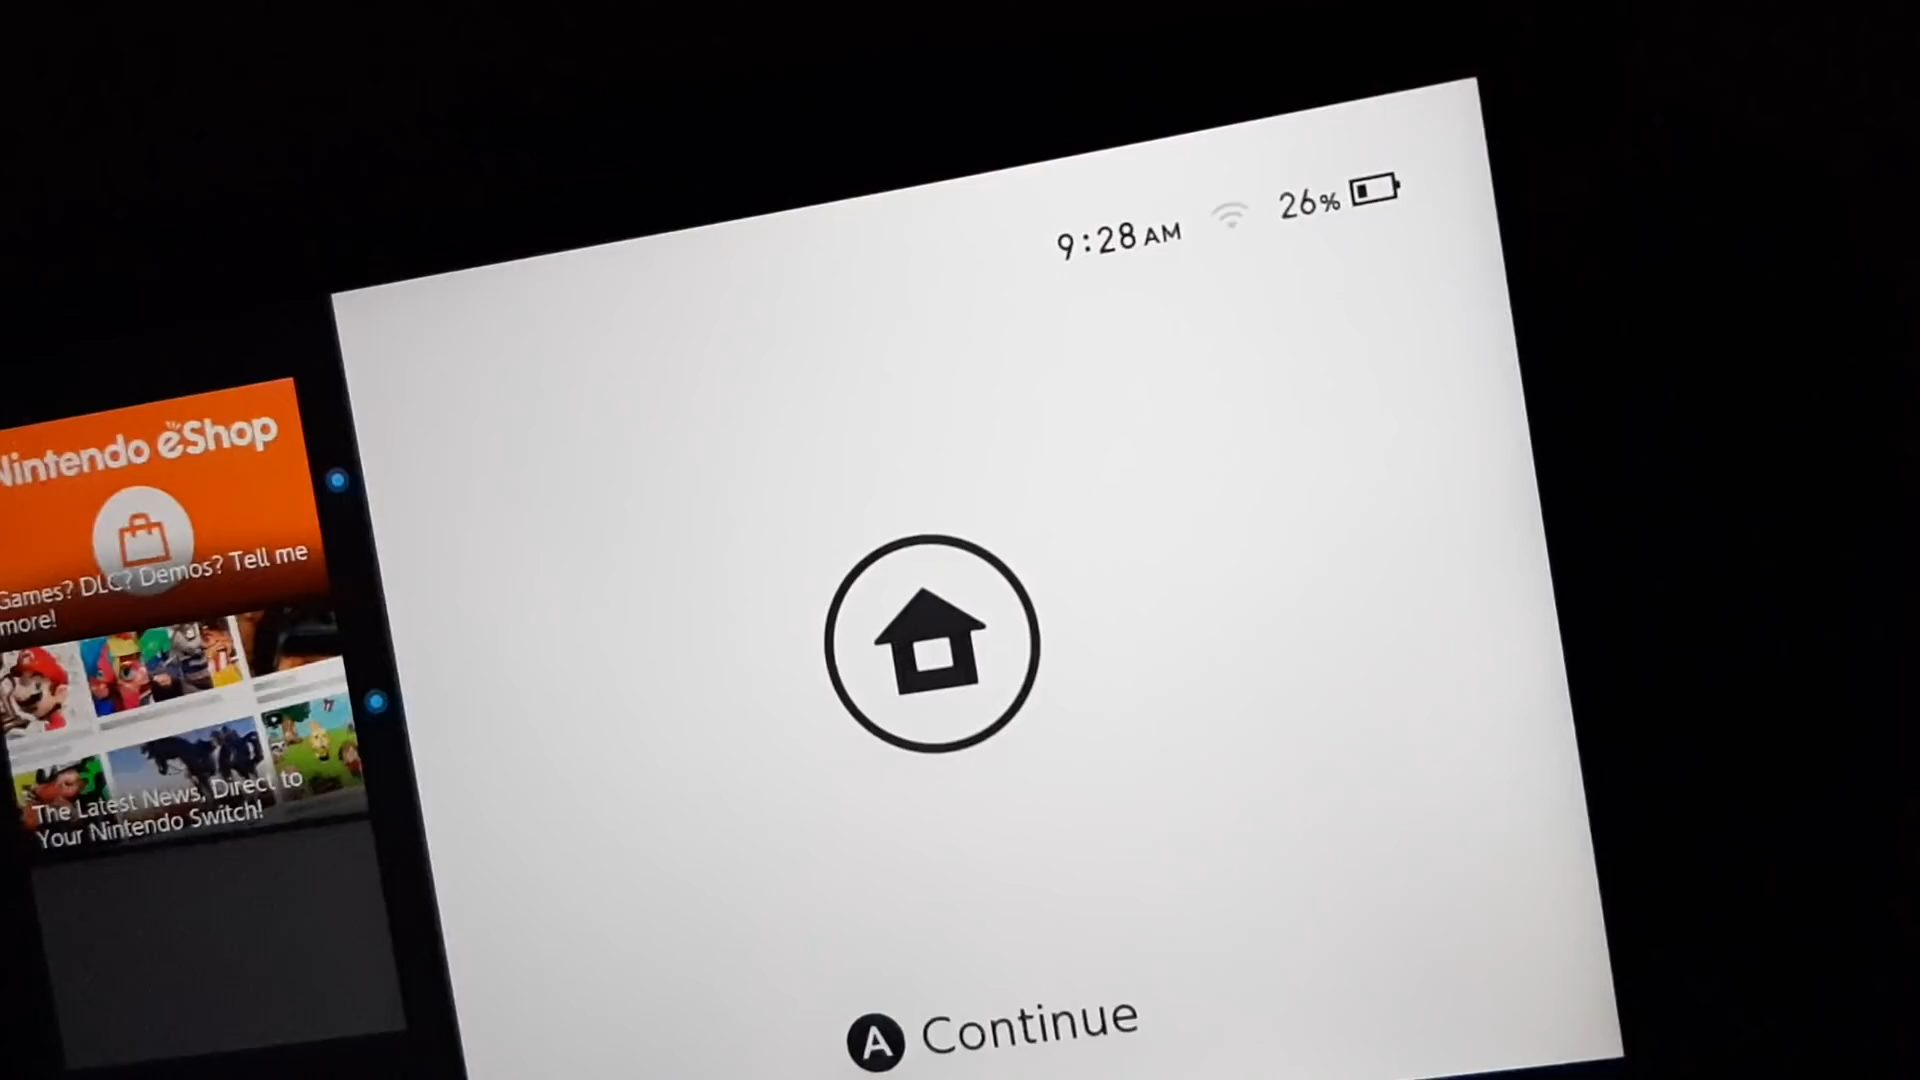 9:28 AM 26%
Nintendo eShop
Games? DLC? Demos? Tell me
more!
The Latest News, Direct to
Your Nintendo Switch!
A Continue